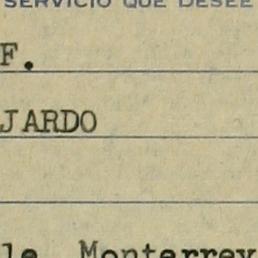 SERVICIO QUE DESEE
F.
JARDO
le Monterrey